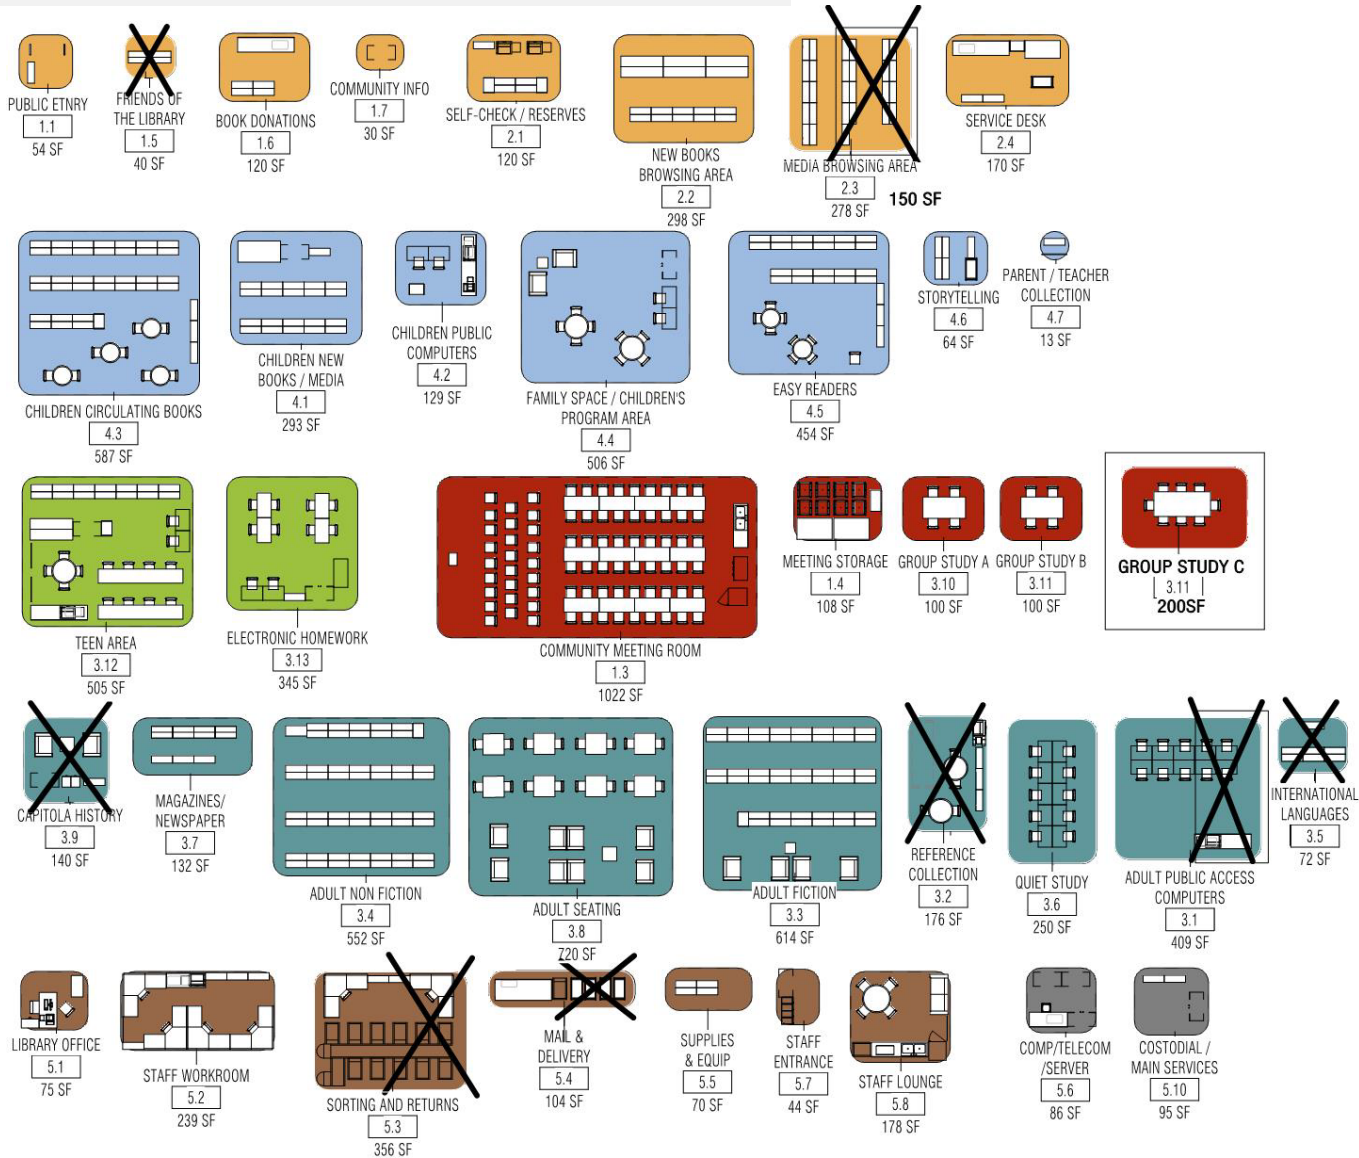 PUBLIC ETNRY
1.1
54 SF
FRIENDS OF
THE LIBRARY
1.5
40 SF
BOOK DONATIONS
1.6
120 SF
COMMUNITY INFO
1.7
30 SF
SELF-CHECK / RESERVES
2.1
120 SF
NEW BOOKS
BROWSING AREA
2.2
298 SF
MEDIA BROWSING AREA
2.3
278 SF
150 SF
SERVICE DESK
2.4
170 SF
CHILDREN CIRCULATING BOOKS
4.3
587 SF
CHILDREN NEW
BOOKS / MEDIA
4.1
293 SF
CHILDREN PUBLIC
COMPUTERS
4.2
129 SF
FAMILY SPACE / CHILDREN'S
PROGRAM AREA
4.4
506 SF
EASY READERS
4.5
454 SF
STORYTELLING
4.6
64 SF
PARENT / TEACHER
COLLECTION
4.7
13 SF
TEEN AREA
3.12
505 SF
ELECTRONIC HOMEWORK
3.13
345 SF
COMMUNITY MEETING ROOM
1.3
1022 SF
MEETING STORAGE
1.4
108 SF
GROUP STUDY A
3.10
100 SF
GROUP STUDY B
3.11
100 SF
GROUP STUDY C
3.11
200SF
CAPITOLA HISTORY
3.9
140 SF
MAGAZINES/
NEWSPAPER
3.7
132 SF
ADULT NON FICTION
3.4
552 SF
ADULT SEATING
3.8
720 SF
ADULT FICTION
3.3
614 SF
REFERENCE
COLLECTION
3.2
176 SF
QUIET STUDY
3.6
250 SF
ADULT PUBLIC ACCESS
COMPUTERS
3.1
409 SF
INTERNATIONAL
LANGUAGES
3.5
72 SF
LIBRARY OFFICE
5.1
75 SF
STAFF WORKROOM
5.2
239 SF
SORTING AND RETURNS
5.3
356 SF
MAIL &
DELIVERY
5.4
104 SF
SUPPLIES
& EQUIP
5.5
70 SF
STAFF
ENTRANCE
5.7
44 SF
STAFF LOUNGE
5.8
178 SF
COMP/TELECOM
/SERVER
5.6
86 SF
CUSTODIAL /
MAIN SERVICES
5.10
95 SF